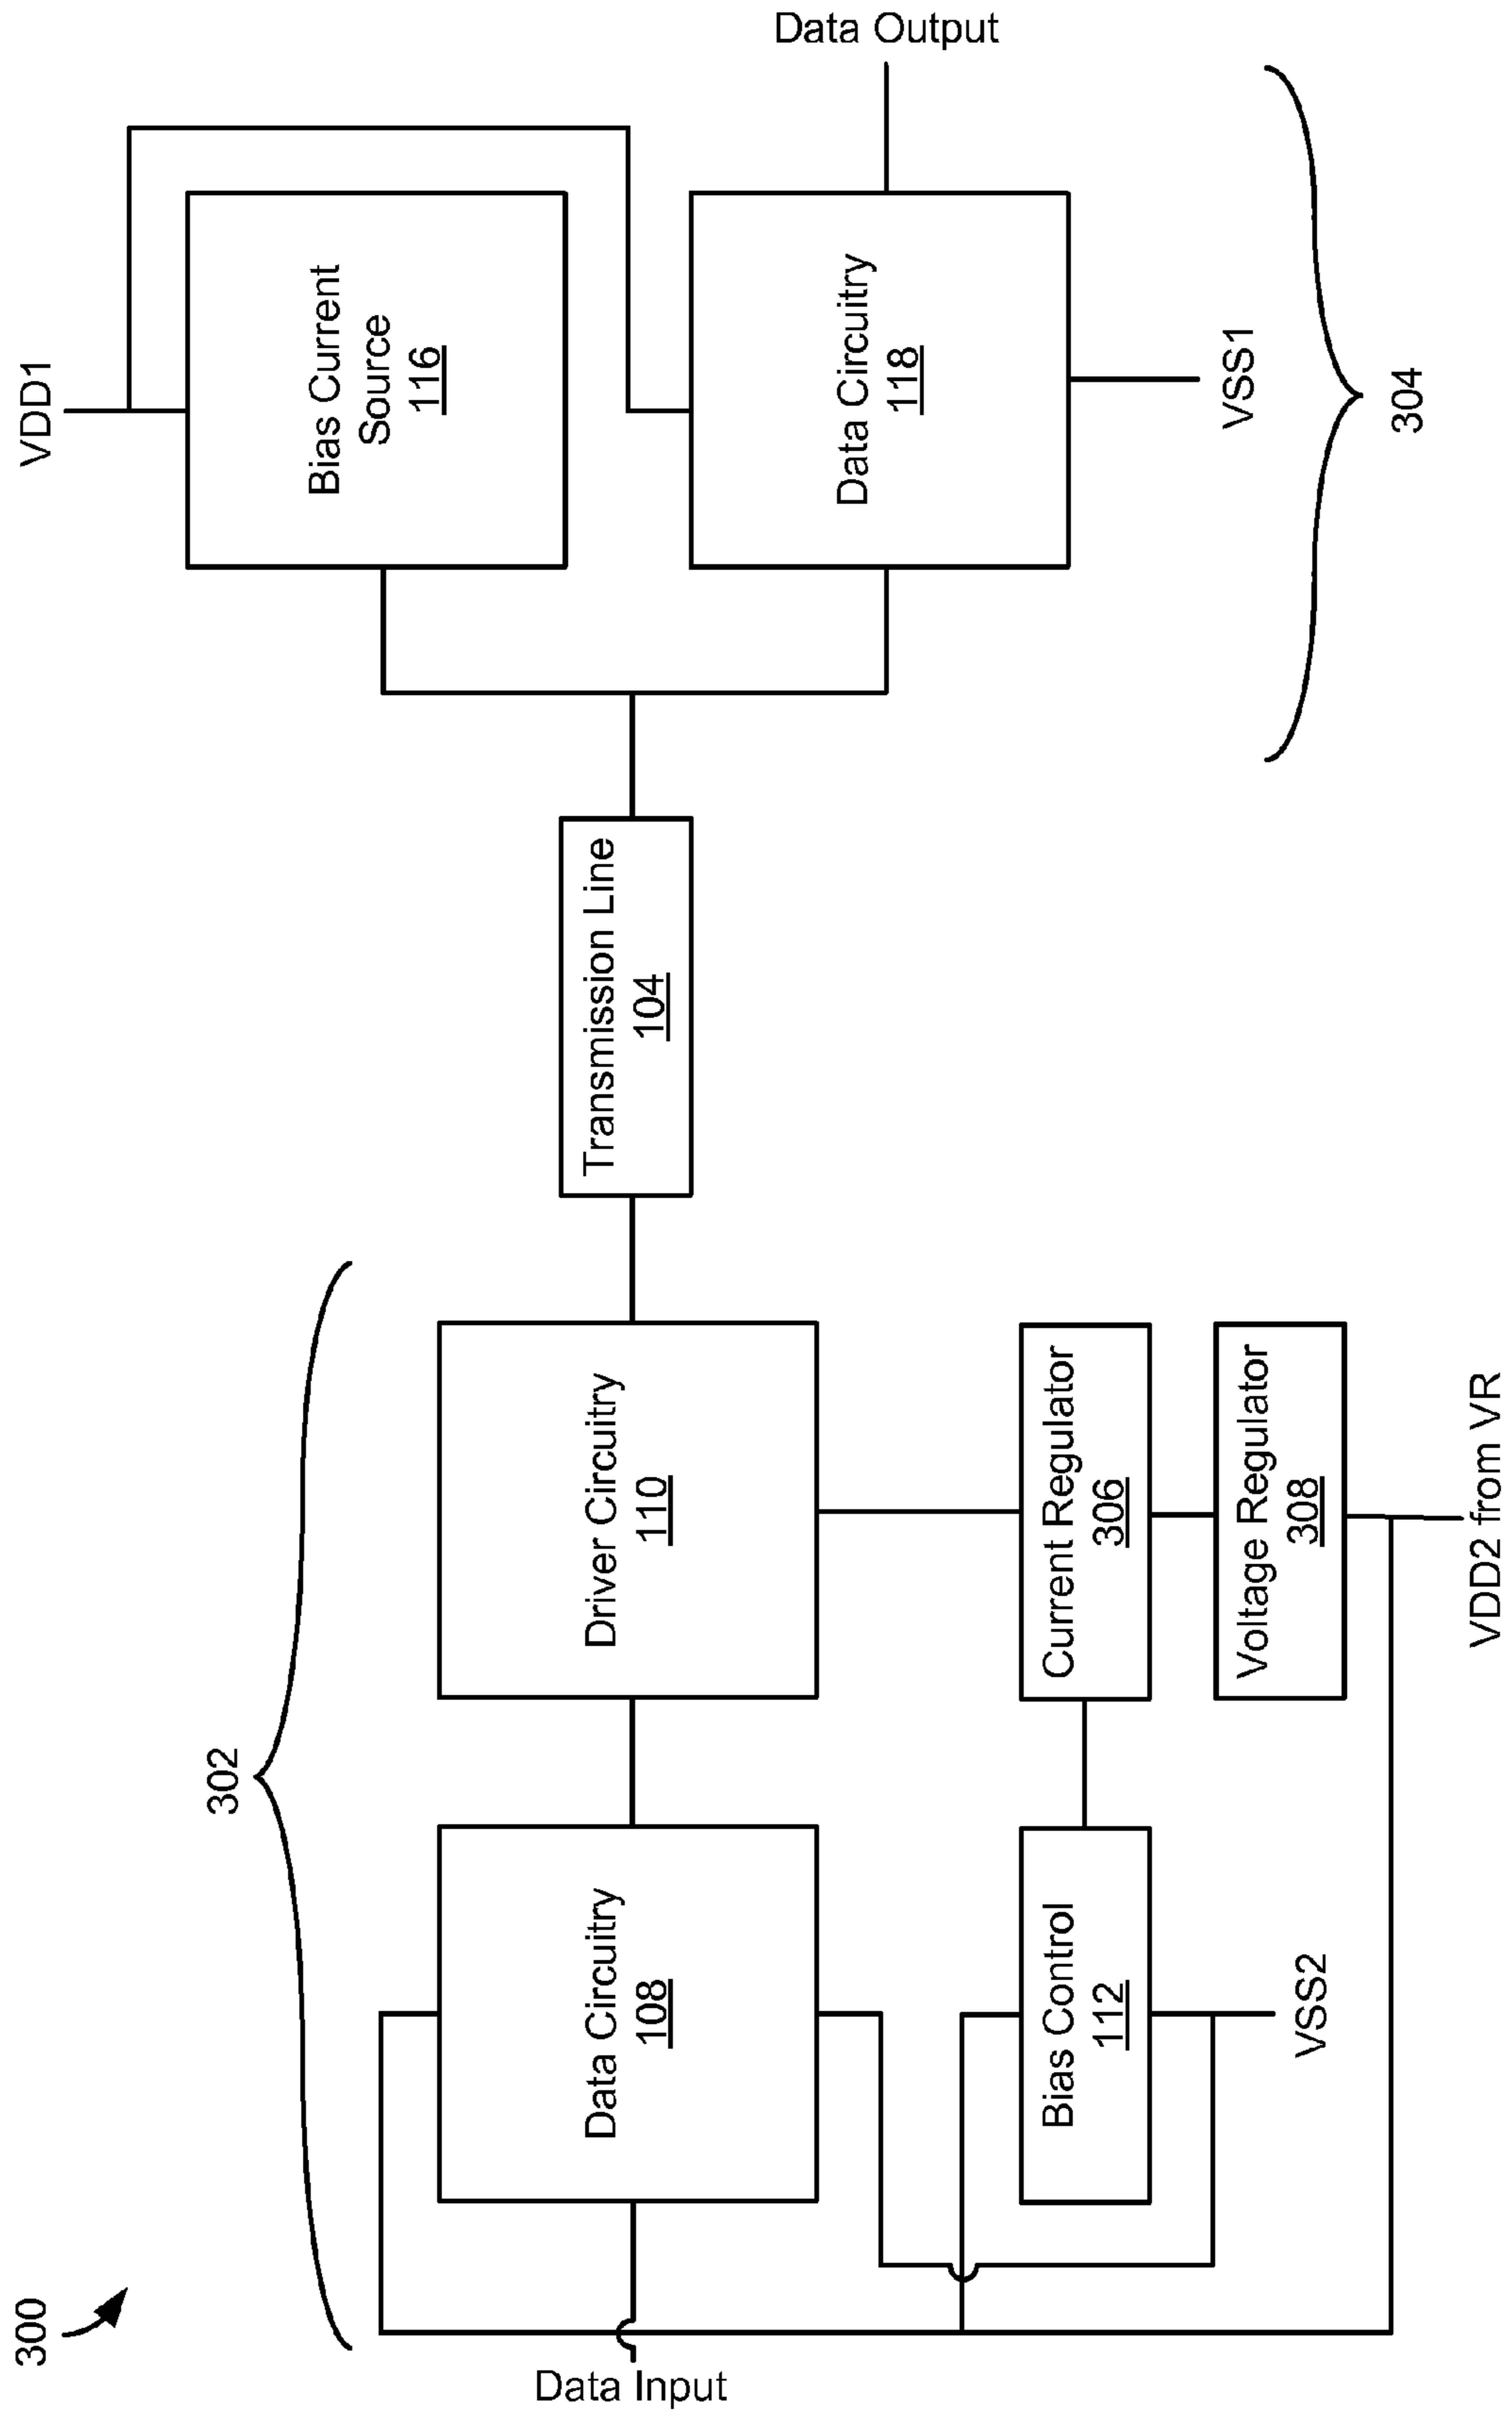 300
302
Data Input
Data Circuitry
108
Driver Circuitry
110
Bias Control
112
Current Regulator
306
Voltage Regulator
308
VSS2
VDD2 from VR
Transmission Line
104
VDD1
Bias Current
Source
116
Data Circuitry
118
Data Output
VSS1
304